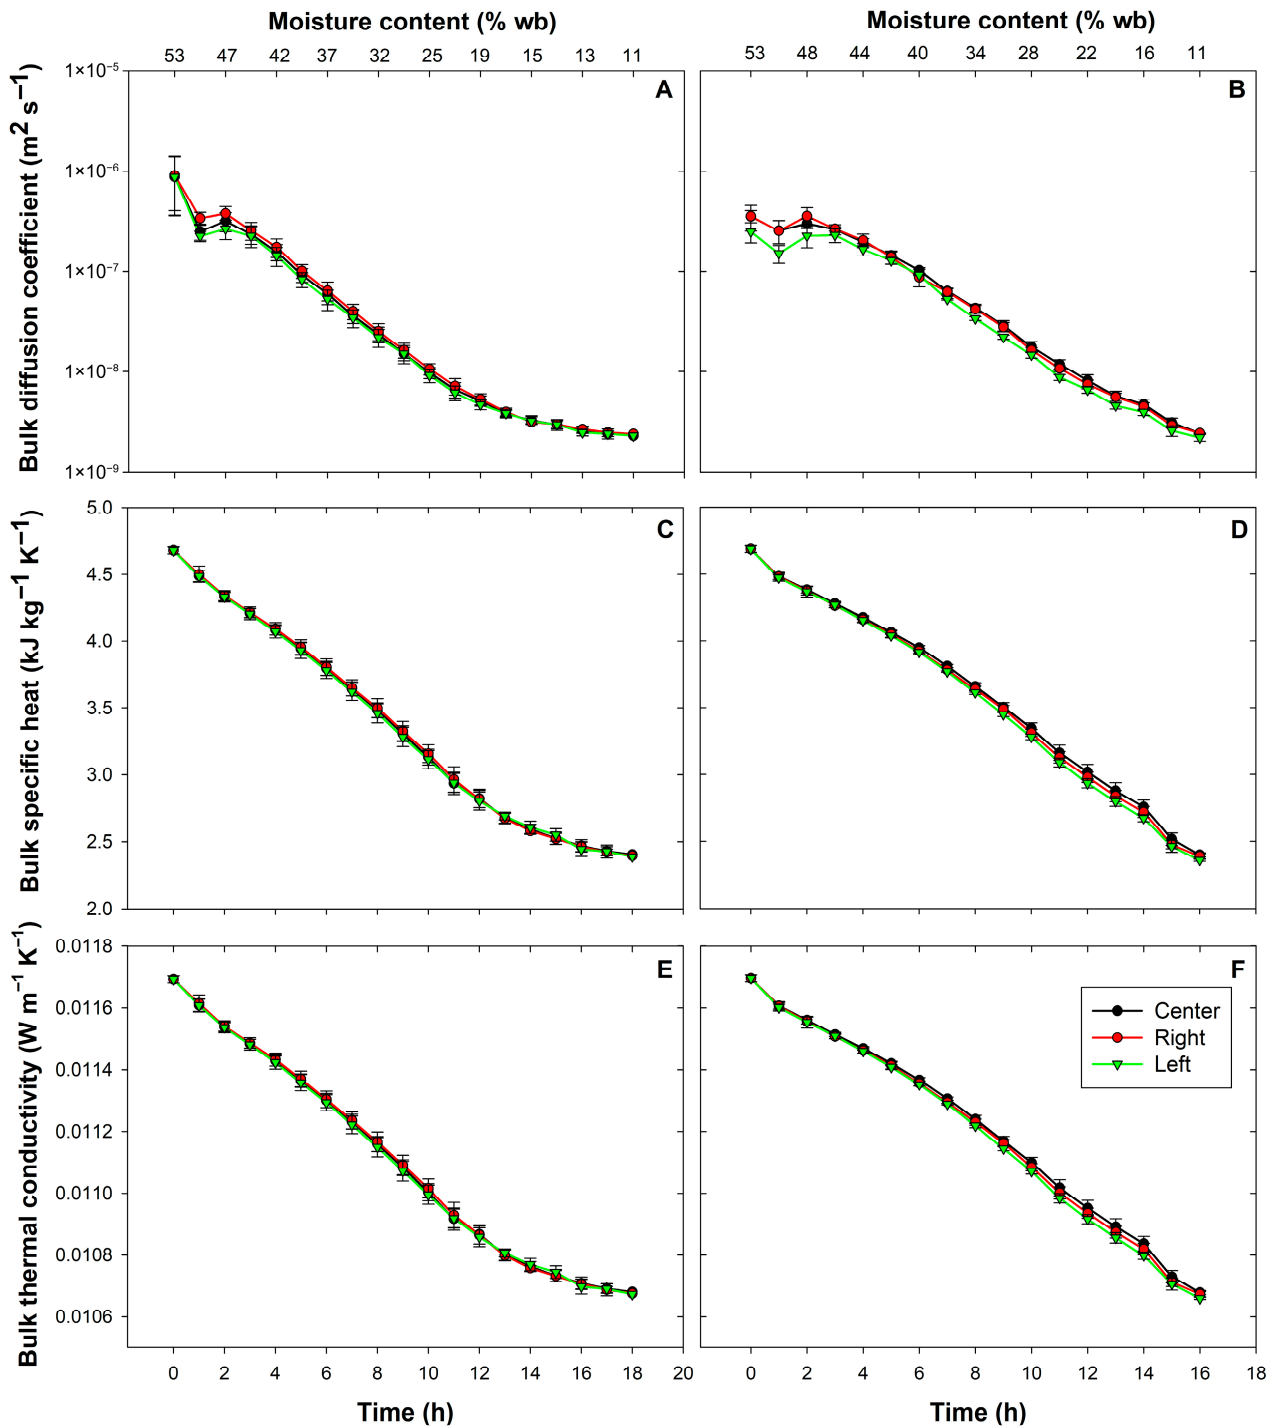 Moisture content (% wb)
Moisture content (% wb)
53 47 42 37 32 25 19 15 13 11
53 48 44 40 34 28 22 16 11
Bulk diffusion coefficient (m² s⁻¹)
1×10⁻⁵
1×10⁻⁶
1×10⁻⁷
1×10⁻⁸
1×10⁻⁹
A
B
Bulk specific heat (kJ kg⁻¹ K⁻¹)
5.0
4.5
4.0
3.5
3.0
2.5
2.0
C
D
Bulk thermal conductivity (W m⁻¹ K⁻¹)
0.0118
0.0116
0.0114
0.0112
0.0110
0.0108
0.0106
E
F
Center
Right
Left
0 2 4 6 8 10 12 14 16 18 20
0 2 4 6 8 10 12 14 16 18
Time (h)
Time (h)